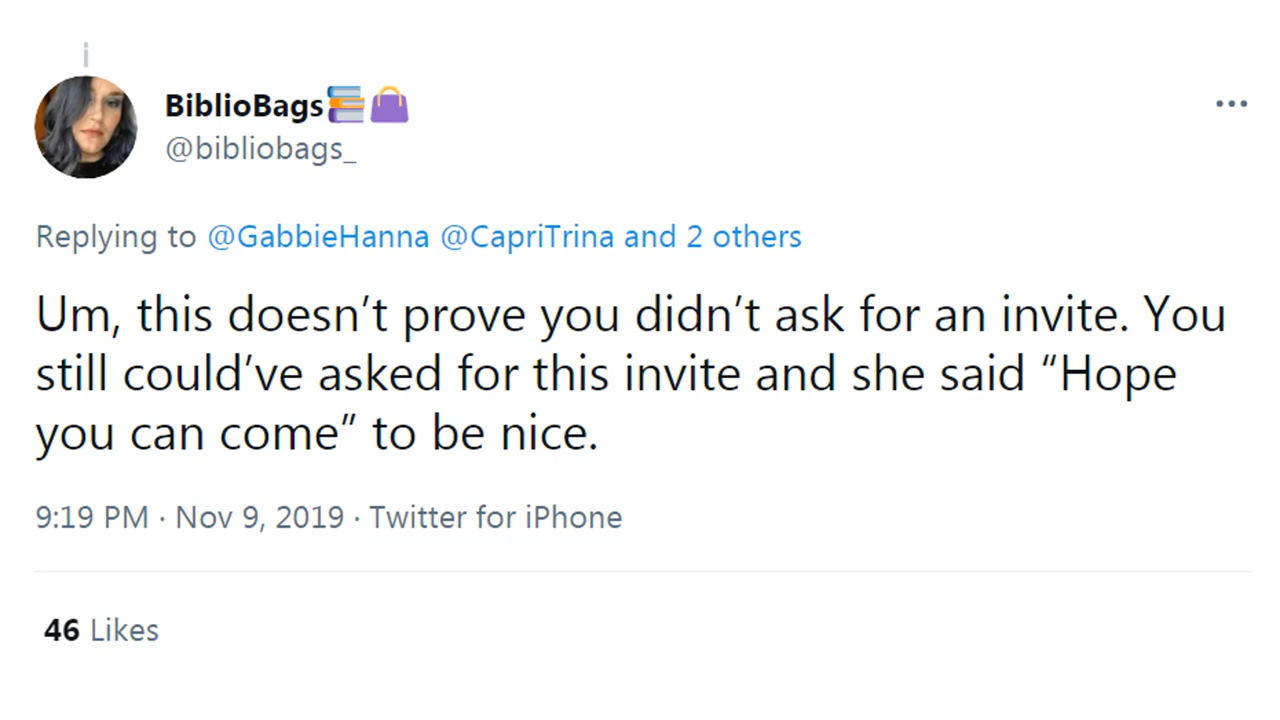 BiblioBags📚👜
@bibliobags_
Replying to @GabbieHanna @CapriTrina and 2 others
Um, this doesn’t prove you didn’t ask for an invite. You
still could’ve asked for this invite and she said “Hope
you can come” to be nice.
9:19 PM · Nov 9, 2019 · Twitter for iPhone
46 Likes